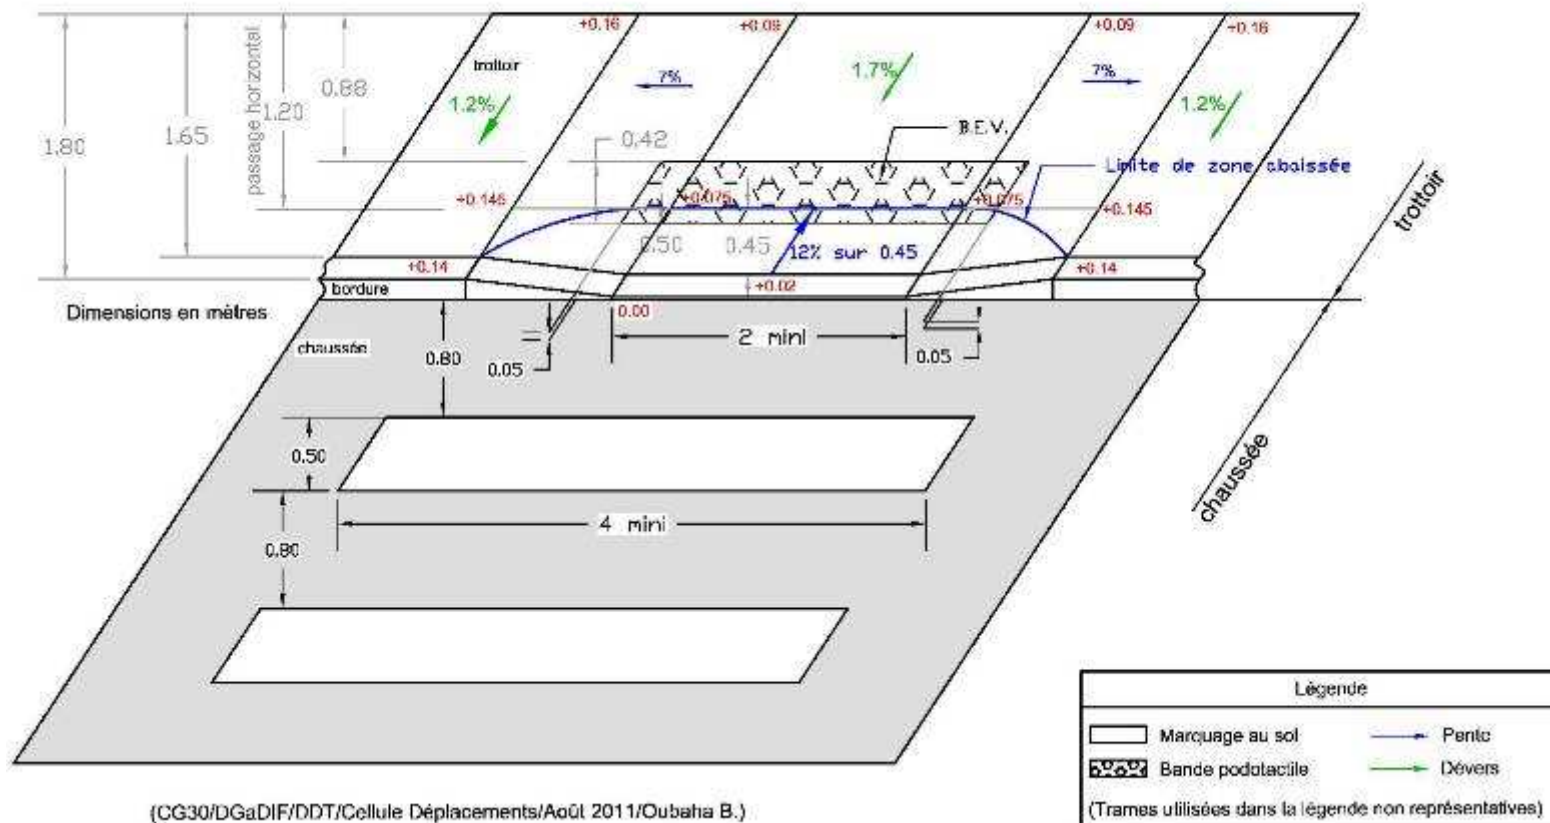 +0.16 +0.09 +0.09 +0.16
passage horizontal
trottoir
7% 1.7% 7%
0.88
1.2% 1.2%
1.20
1.65
1.80
0.42
B.E.V.
Limite de zone abaissée
+0.145 +0.075 +0.075 +0.145
0.50 0.45
12% sur 0.45
trottoir
+0.14 +0.14
bordure
+0.02
Dimensions en mètres
0.00
2 mini
chaussée
0.80
0.05 0.05
0.50
chaussée
4 mini
0.80
Légende
Marquage au sol
Pente
Bande podotactile
Dévers
(Trames utilisées dans la légende non représentatives)
(CG30/DGaDIF/DDT/Cellule Déplacements/Août 2011/Oubaha B.)